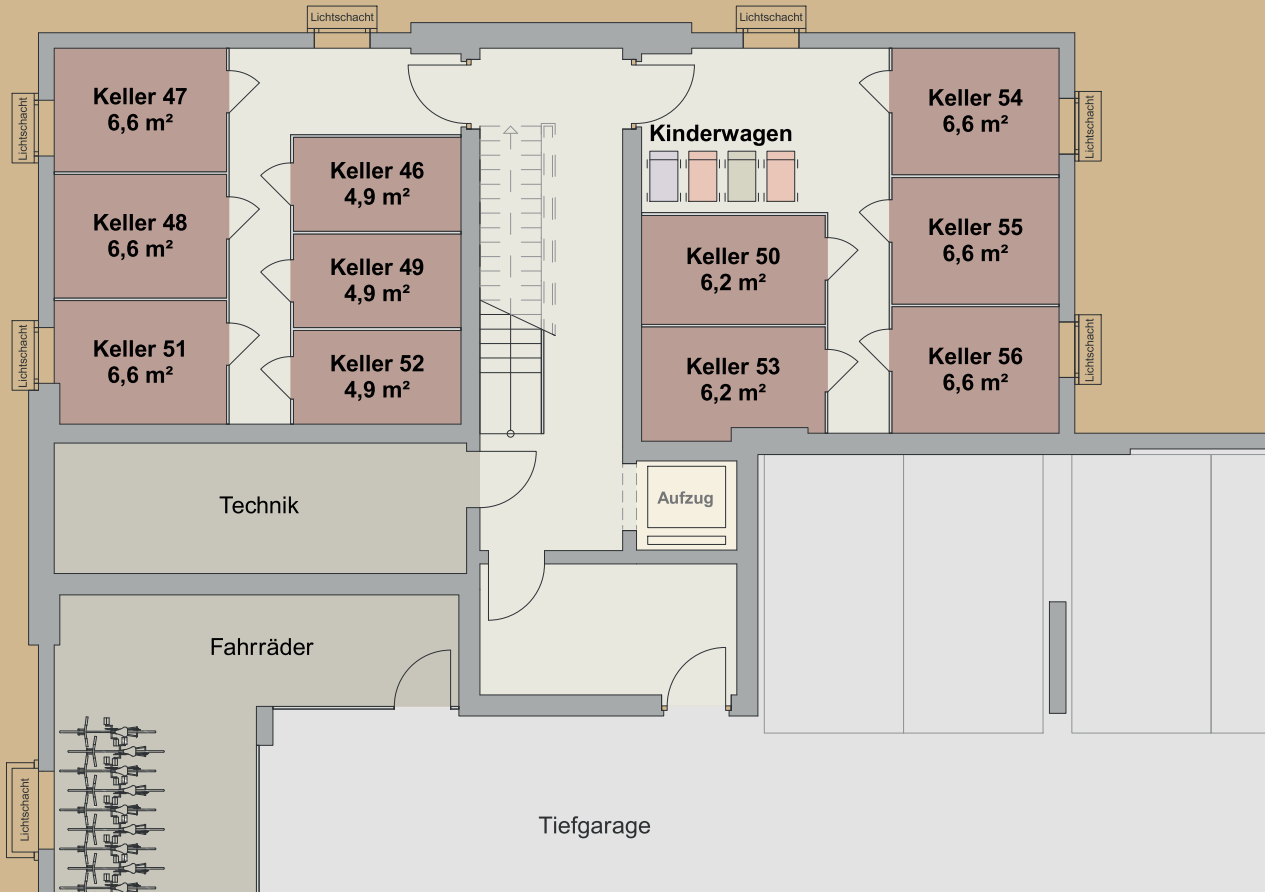 Lichtschacht
Lichtschacht
Keller 47
6,6 m²
Keller 54
6,6 m²
Lichtschacht
Lichtschacht
Kinderwagen
Keller 46
4,9 m²
Keller 48
6,6 m²
Keller 55
6,6 m²
Keller 49
4,9 m²
Keller 50
6,2 m²
Keller 51
6,6 m²
Keller 52
4,9 m²
Keller 53
6,2 m²
Keller 56
6,6 m²
Lichtschacht
Lichtschacht
Technik
Aufzug
Fahrräder
Lichtschacht
Tiefgarage